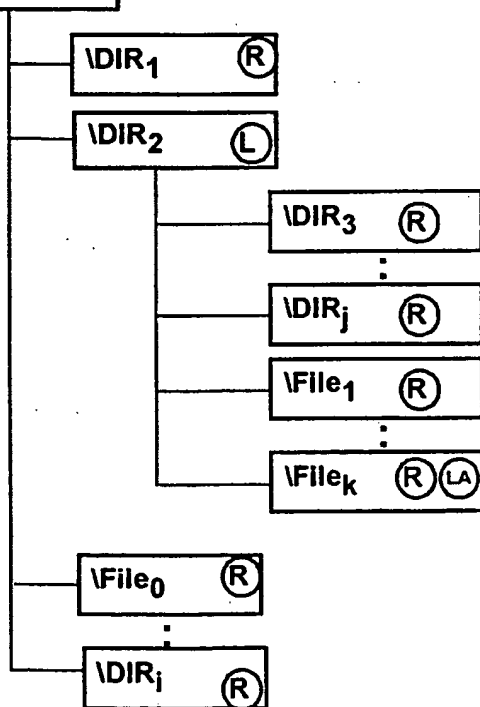 \DIR1 R
\DIR2 L
\DIR3 R
\DIRj R
\File1 R
\Filek R LA
\File0 R
\DIRi R